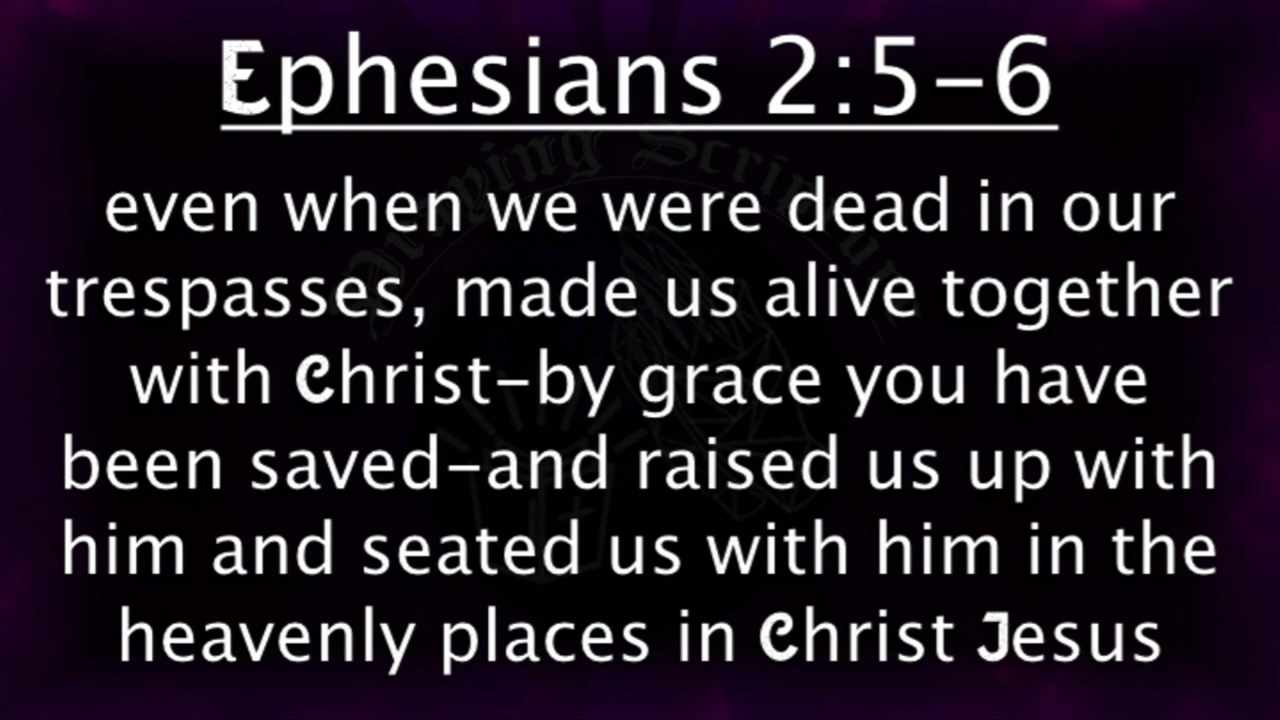 Ephesians 2:5-6
Praying Scripture
even when we were dead in our
trespasses, made us alive together
with Christ-by grace you have
been saved-and raised us up with
him and seated us with him in the
heavenly places in Christ Jesus